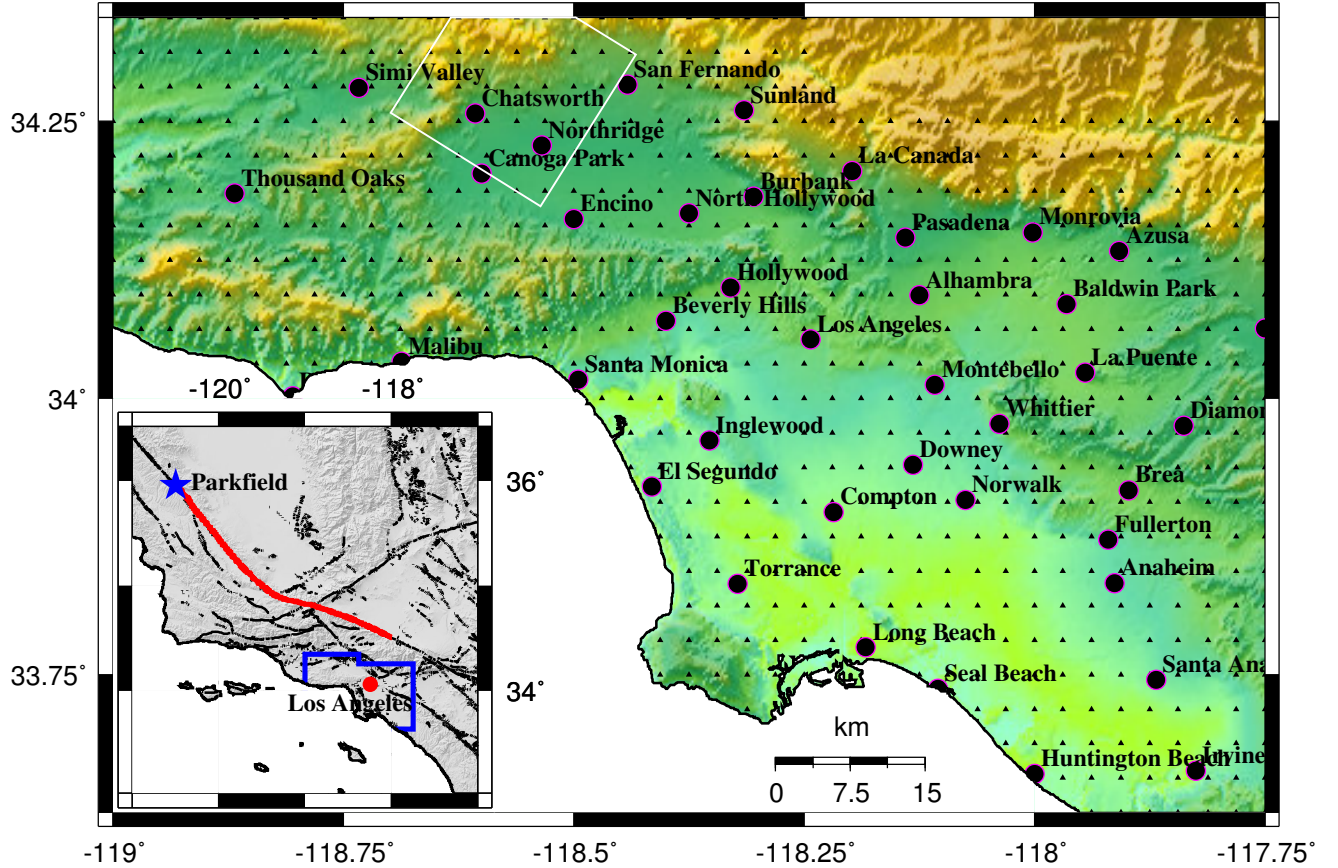 Simi Valley
San Fernando
Chatsworth
Sunland
34.25°
Northridge
Canoga Park
La Canada
Thousand Oaks
Burbank
Encino
North Hollywood
Pasadena
Monrovia
Azusa
Hollywood
Alhambra
Baldwin Park
Beverly Hills
Los Angeles
Malibu
Santa Monica
Montebello
La Puente
-120°
-118°
34°
Whittier
Diamon
Inglewood
Downey
El Segundo
Parkfield
36°
Compton
Norwalk
Brea
Fullerton
Torrance
Anaheim
Long Beach
33.75°
Seal Beach
Santa Ana
Los Angeles
34°
km
Huntington Beach
Irvine
0
7.5
15
-119°
-118.75°
-118.5°
-118.25°
-118°
-117.75°